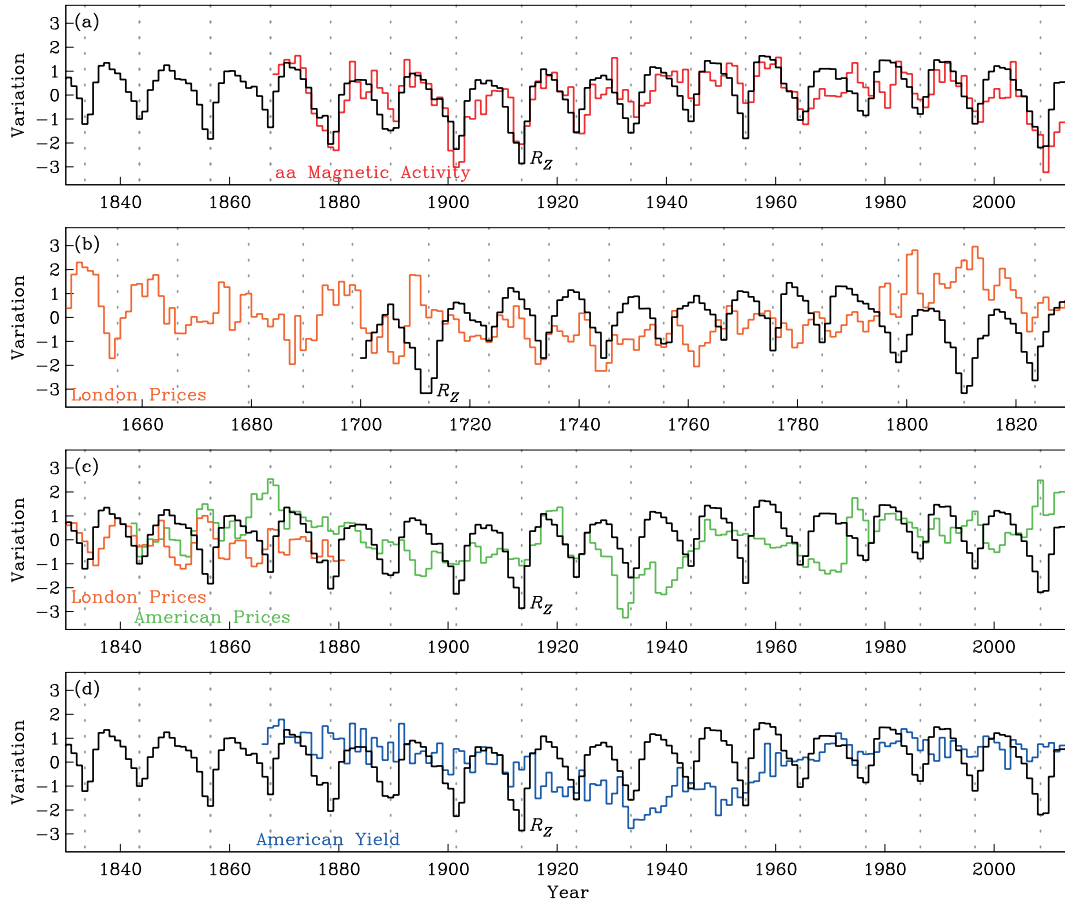 (a)
Variation
3
2
1
0
−1
−2
−3
aa Magnetic Activity
R_Z
1840 1860 1880 1900 1920 1940 1960 1980 2000
(b)
Variation
3
2
1
0
−1
−2
−3
London Prices
R_Z
1660 1680 1700 1720 1740 1760 1780 1800 1820
(c)
Variation
3
2
1
0
−1
−2
−3
London Prices
American Prices
R_Z
1840 1860 1880 1900 1920 1940 1960 1980 2000
(d)
Variation
3
2
1
0
−1
−2
−3
American Yield
R_Z
1840 1860 1880 1900 1920 1940 1960 1980 2000
Year